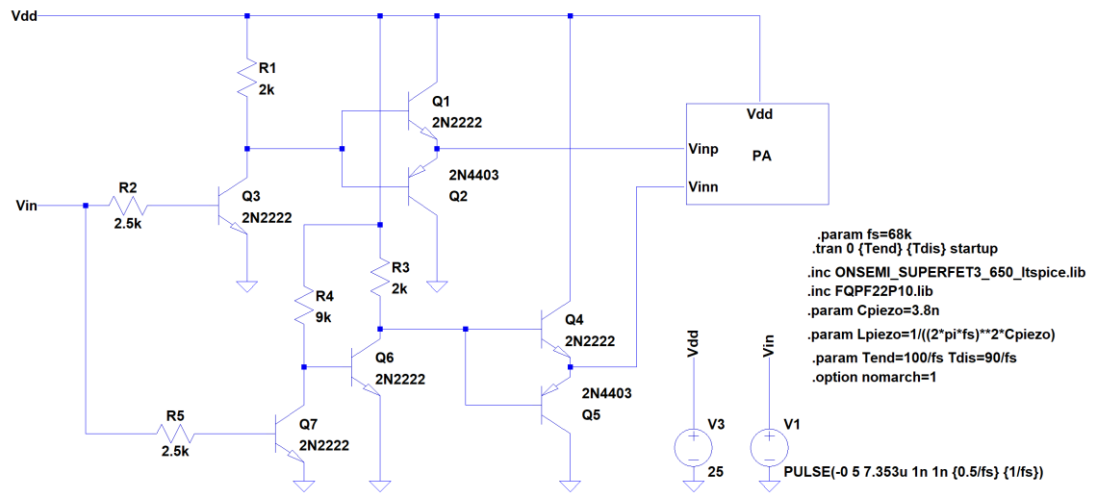 Vdd
R1
2k
Q1
2N2222
Vdd
PA
Vinp
Vinn
2N4403
Q2
R2
2.5k
Vin
Q3
2N2222
R3
2k
R4
9k
Q4
2N2222
Q6
2N2222
2N4403
Q5
R5
2.5k
Q7
2N2222
.param fs=68k
.tran 0 {Tend} {Tdis} startup
.inc ONSEMI_SUPERFET3_650_ltspice.lib
.inc FQPF22P10.lib
.param Cpiezo=3.8n
.param Lpiezo=1/((2*pi*fs)**2*Cpiezo)
.param Tend=100/fs Tdis=90/fs
.option nomarch=1
Vdd
V3
25
Vin
V1
PULSE(-0 5 7.353u 1n 1n {0.5/fs} {1/fs})